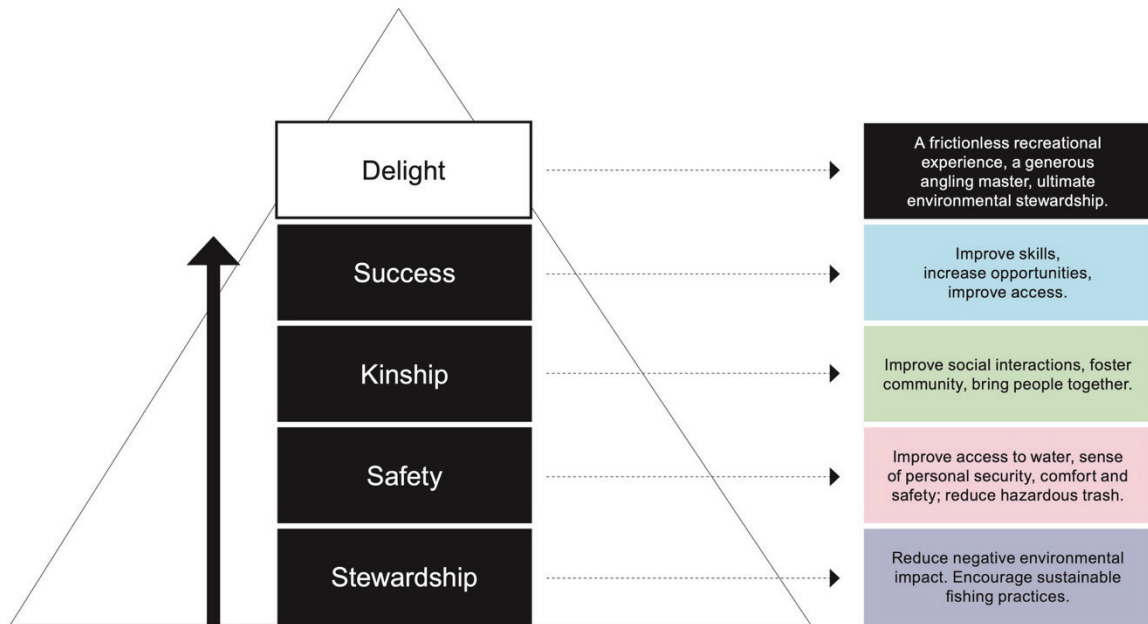 Delight
A frictionless recreational
experience, a generous
angling master, ultimate
environmental stewardship.
Success
Improve skills,
increase opportunities,
improve access.
Kinship
Improve social interactions, foster
community, bring people together.
Safety
Improve access to water, sense
of personal security, comfort and
safety; reduce hazardous trash.
Stewardship
Reduce negative environmental
impact. Encourage sustainable
fishing practices.